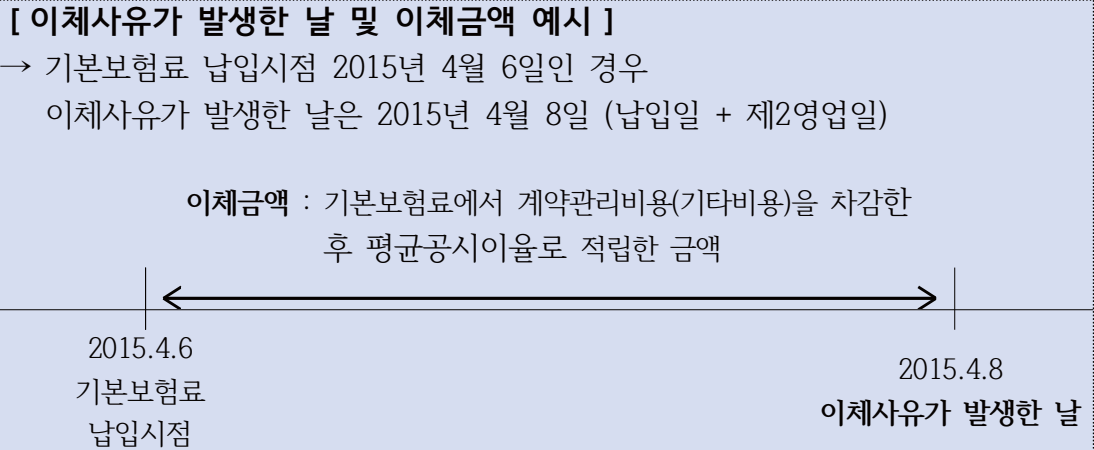 [ 이체사유가 발생한 날 및 이체금액 예시 ]
→ 기본보험료 납입시점 2015년 4월 6일인 경우
이체사유가 발생한 날은 2015년 4월 8일 (납입일 + 제2영업일)
이체금액 : 기본보험료에서 계약관리비용(기타비용)을 차감한
후 평균공시이율로 적립한 금액
2015.4.6
기본보험료
납입시점
2015.4.8
이체사유가 발생한 날